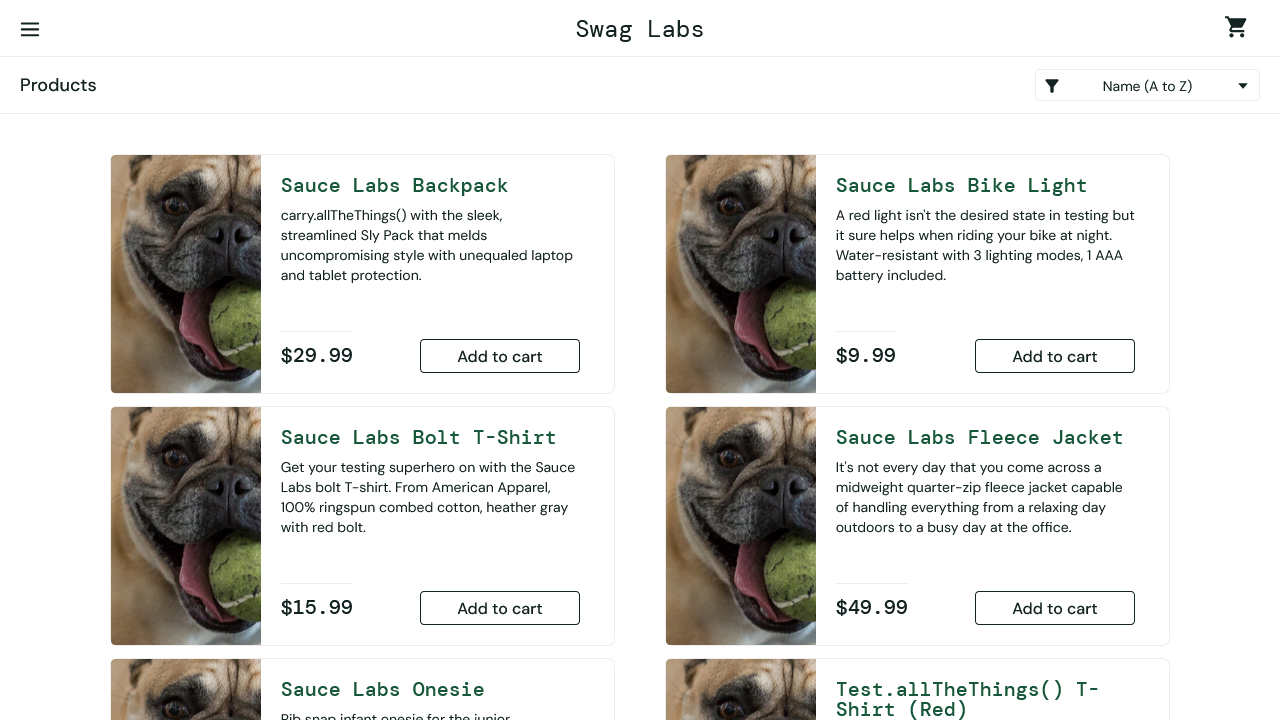 Swag Labs
Products
Name (A to Z)
Sauce Labs Backpack
carry.allTheThings() with the sleek,
streamlined Sly Pack that melds
uncompromising style with unequaled laptop
and tablet protection.
$29.99
Add to cart
Sauce Labs Bike Light
A red light isn't the desired state in testing but
it sure helps when riding your bike at night.
Water-resistant with 3 lighting modes, 1 AAA
battery included.
$9.99
Add to cart
Sauce Labs Bolt T-Shirt
Get your testing superhero on with the Sauce
Labs bolt T-shirt. From American Apparel,
100% ringspun combed cotton, heather gray
with red bolt.
$15.99
Add to cart
Sauce Labs Fleece Jacket
It's not every day that you come across a
midweight quarter-zip fleece jacket capable
of handling everything from a relaxing day
outdoors to a busy day at the office.
$49.99
Add to cart
Sauce Labs Onesie
Rib snap infant onesie for the junior
Test.allTheThings() T-
Shirt (Red)